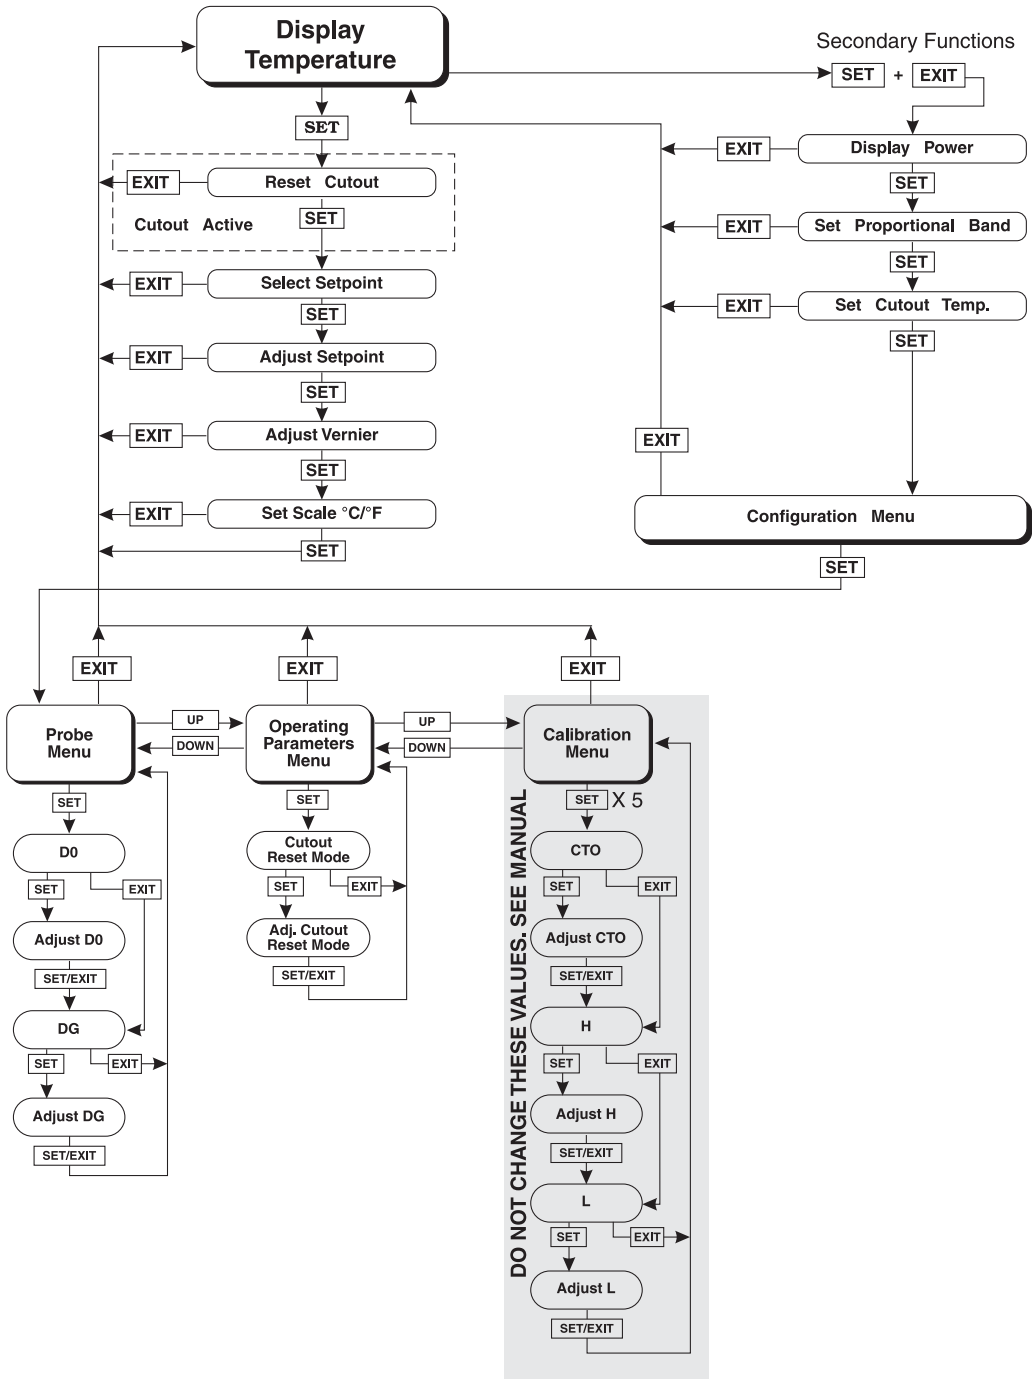 Display
Temperature
Secondary Functions
SET + EXIT
SET
EXIT Reset Cutout
Cutout Active SET
EXIT Select Setpoint
SET
EXIT Adjust Setpoint
SET
EXIT Adjust Vernier
SET
EXIT Set Scale °C/°F
SET
EXIT Display Power
SET
EXIT Set Proportional Band
SET
EXIT Set Cutout Temp.
SET
EXIT
Configuration Menu
SET
EXIT
EXIT
EXIT
Probe
Menu
UP
DOWN
Operating
Parameters
Menu
UP
DOWN
Calibration
Menu
SET
D0
SET EXIT
Adjust D0
SET/EXIT
DG
SET EXIT
Adjust DG
SET/EXIT
SET
Cutout
Reset Mode
SET EXIT
Adj. Cutout
Reset Mode
SET/EXIT
DO NOT CHANGE THESE VALUES. SEE MANUAL
SET X 5
CTO
SET EXIT
Adjust CTO
SET/EXIT
H
SET EXIT
Adjust H
SET/EXIT
L
SET EXIT
Adjust L
SET/EXIT